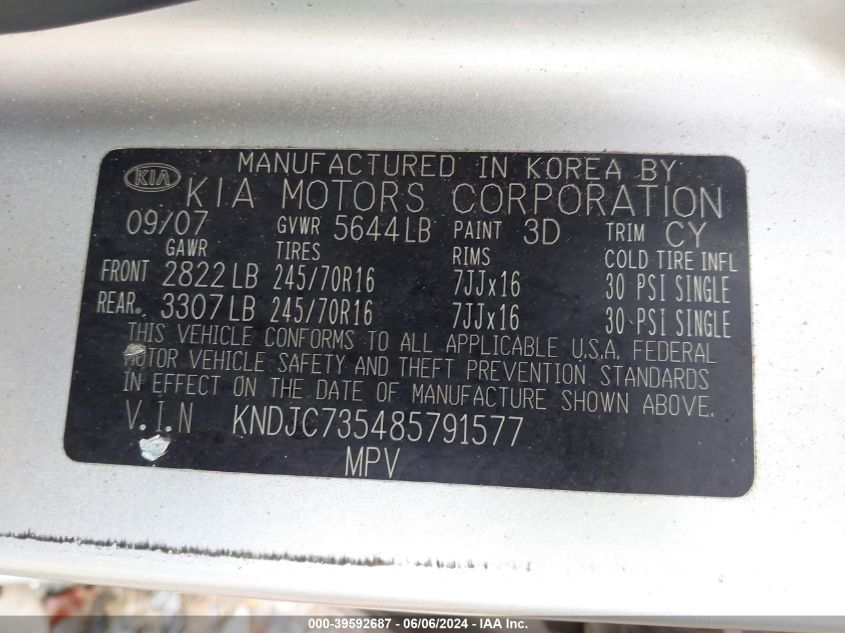 MANUFACTURED IN KOREA BY
KIA KIA MOTORS CORPORATION
09/07 GVWR 5644LB PAINT 3D TRIM CY
GAWR TIRES RIMS COLD TIRE INFL
FRONT 2822LB 245/70R16 7JJx16 30 PSI SINGLE
REAR 3307LB 245/70R16 7JJx16 30 PSI SINGLE
THIS VEHICLE CONFORMS TO ALL APPLICABLE U.S.A. FEDERAL
MOTOR VEHICLE SAFETY AND THEFT PREVENTION STANDARDS
IN EFFECT ON THE DATE OF MANUFACTURE SHOWN ABOVE.
V.I.N KNDJC735485791577
MPV
000-39592687 - 06/06/2024 - IAA Inc.